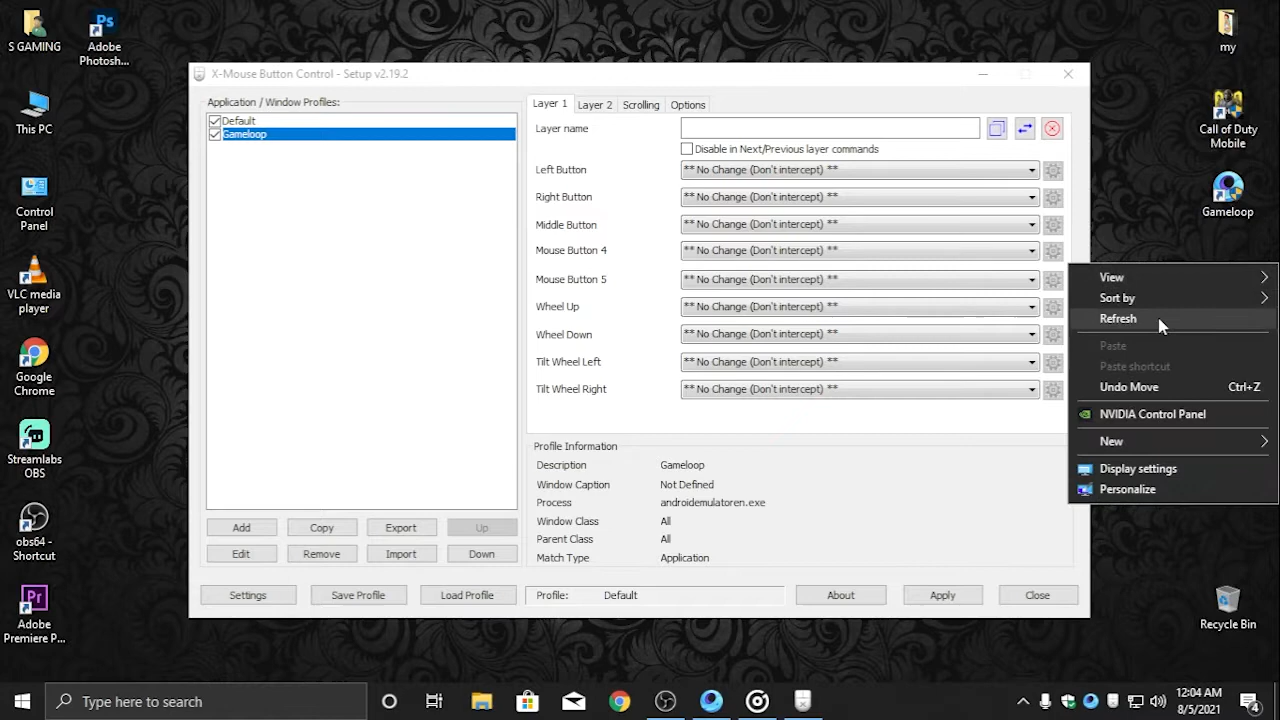 S GAMING
Adobe
Photosh...
This PC
Control
Panel
VLC media
player
Google
Chrome
Streamlabs
OBS
obs64 -
Shortcut
Adobe
Premiere P...
X-Mouse Button Control - Setup v2.19.2
Application / Window Profiles:
Default
Gameloop
Add
Copy
Export
Up
Edit
Remove
Import
Down
Layer 1
Layer 2
Scrolling
Options
Layer name
Disable in Next/Previous layer commands
Left Button
** No Change (Don't intercept) **
Right Button
** No Change (Don't intercept) **
Middle Button
** No Change (Don't intercept) **
Mouse Button 4
** No Change (Don't intercept) **
Mouse Button 5
** No Change (Don't intercept) **
Wheel Up
** No Change (Don't intercept) **
Wheel Down
** No Change (Don't intercept) **
Tilt Wheel Left
** No Change (Don't intercept) **
Tilt Wheel Right
** No Change (Don't intercept) **
Profile Information
Description Gameloop
Window Caption Not Defined
Process androidemulatoren.exe
Window Class All
Parent Class All
Match Type Application
Settings
Save Profile
Load Profile
Profile: Default
About
Apply
Close
my
Call of Duty
Mobile
Gameloop
View
Sort by
Refresh
Paste
Paste shortcut
Undo Move Ctrl+Z
NVIDIA Control Panel
New
Display settings
Personalize
Recycle Bin
Type here to search
12:04 AM
8/5/2021
4